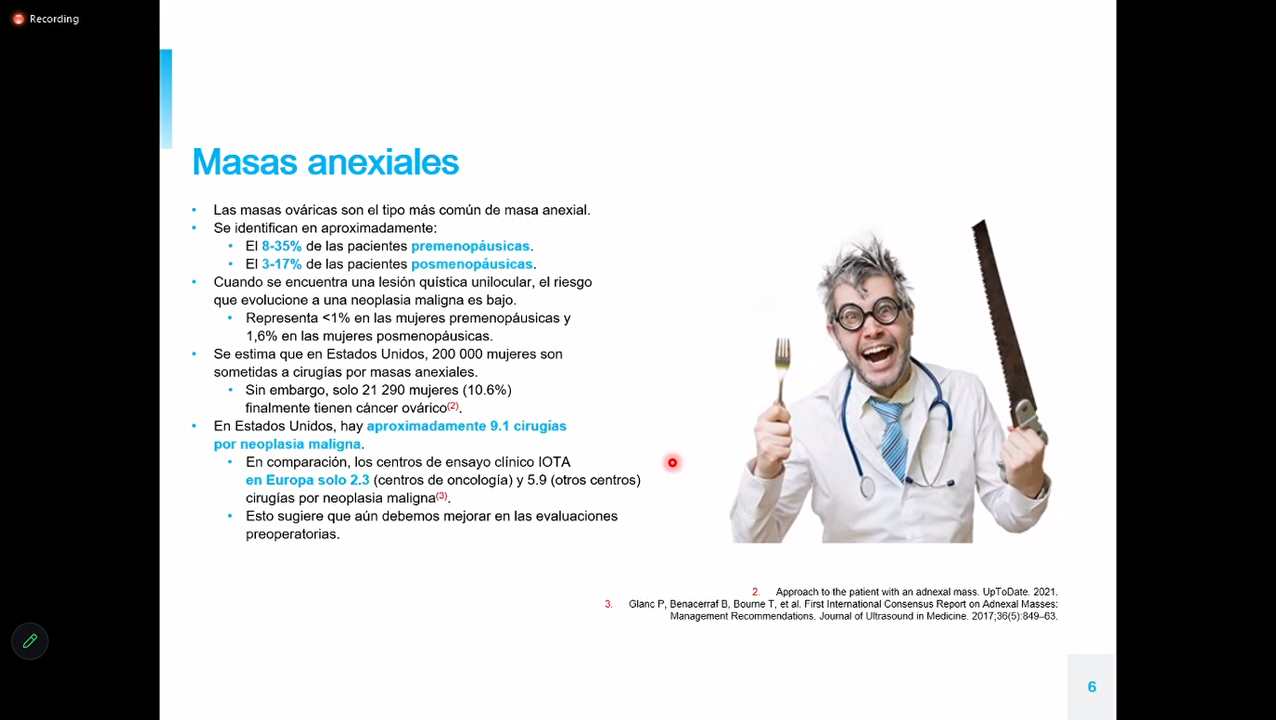 Recording
Masas anexiales
• Las masas ováricas son el tipo más común de masa anexial.
• Se identifican en aproximadamente:
• El 8-35% de las pacientes premenopáusicas.
• El 3-17% de las pacientes posmenopáusicas.
• Cuando se encuentra una lesión quística unilocular, el riesgo
que evolucione a una neoplasia maligna es bajo.
• Representa <1% en las mujeres premenopáusicas y
1,6% en las mujeres posmenopáusicas.
• Se estima que en Estados Unidos, 200 000 mujeres son
sometidas a cirugías por masas anexiales.
• Sin embargo, solo 21 290 mujeres (10.6%)
finalmente tienen cáncer ovárico(2).
• En Estados Unidos, hay aproximadamente 9.1 cirugías
por neoplasia maligna.
• En comparación, los centros de ensayo clínico IOTA
en Europa solo 2.3 (centros de oncología) y 5.9 (otros centros)
cirugías por neoplasia maligna(3).
• Esto sugiere que aún debemos mejorar en las evaluaciones
preoperatorias.
2. Approach to the patient with an adnexal mass. UpToDate. 2021.
3. Glanc P, Benacerraf B, Bourne T, et al. First International Consensus Report on Adnexal Masses:
Management Recommendations. Journal of Ultrasound in Medicine. 2017;36(5):849–63.
6